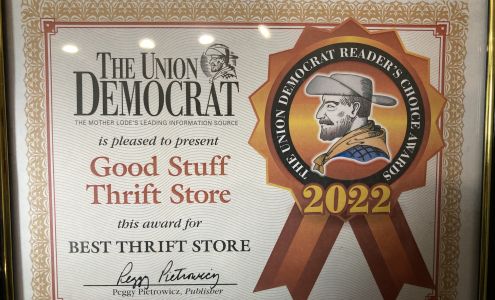 THE UNION
DEMOCRAT
THE MOTHER LODE'S LEADING INFORMATION SOURCE
is pleased to present
Good Stuff
Thrift Store
this award for
BEST THRIFT STORE
Peggy Pietrowicz
Peggy Pietrowicz, Publisher
THE UNION DEMOCRAT READER'S CHOICE AWARDS
2022